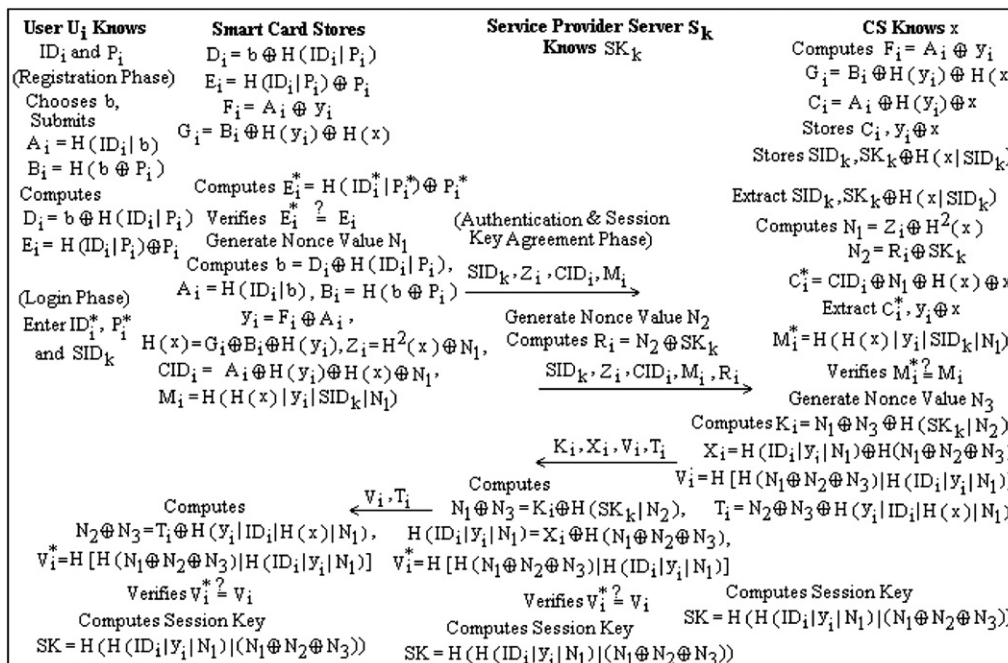 User Uᵢ Knows
IDᵢ and Pᵢ
(Registration Phase)
Chooses b,
Submits
Aᵢ=H(IDᵢ|b)
Bᵢ=H(b⊕Pᵢ)
Computes
Dᵢ=b⊕H(IDᵢ|Pᵢ)
Eᵢ=H(IDᵢ|Pᵢ)⊕Pᵢ
(Login Phase)
Enter IDᵢ*, Pᵢ*
and SIDₖ
Smart Card Stores
Dᵢ=b⊕H(IDᵢ|Pᵢ)
Eᵢ=H(IDᵢ|Pᵢ)⊕Pᵢ
Fᵢ=Aᵢ⊕yᵢ
Gᵢ=Bᵢ⊕H(yᵢ)⊕H(x)
Computes Eᵢ*=H(IDᵢ*|Pᵢ*)⊕Pᵢ*
Verifies Eᵢ* ≟ Eᵢ
Generate Nonce Value N₁
Computes b=Dᵢ⊕H(IDᵢ|Pᵢ),
Aᵢ=H(IDᵢ|b), Bᵢ=H(b⊕Pᵢ)
yᵢ=Fᵢ⊕Aᵢ,
H(x)=Gᵢ⊕Bᵢ⊕H(yᵢ),Zᵢ=H²(x)⊕N₁,
CIDᵢ= Aᵢ⊕H(yᵢ)⊕H(x)⊕N₁,
Mᵢ=H(H(x)|yᵢ|SIDₖ|N₁)
Service Provider Server Sₖ
Knows SKₖ
(Authentication & Session
Key Agreement Phase)
SIDₖ,Zᵢ,CIDᵢ,Mᵢ
Generate Nonce Value N₂
Computes Rᵢ=N₂⊕SKₖ
SIDₖ,Zᵢ,CIDᵢ,Mᵢ,Rᵢ
CS Knows x
Computes Fᵢ=Aᵢ⊕yᵢ
Gᵢ=Bᵢ⊕H(yᵢ)⊕H(x
Cᵢ=Aᵢ⊕H(yᵢ)⊕x
Stores Cᵢ,yᵢ⊕x
Stores SIDₖ,SKₖ⊕H(x|SIDₖ)
Extract SIDₖ,SKₖ⊕H(x|SIDₖ)
Computes N₁=Zᵢ⊕H²(x)
N₂=Rᵢ⊕SKₖ
Cᵢ*=CIDᵢ⊕N₁⊕H(x)⊕x
Extract Cᵢ*,yᵢ⊕x
Mᵢ*=H(H(x)|yᵢ|SIDₖ|N₁)
Verifies Mᵢ* ≟ Mᵢ
Generate Nonce Value N₃
Computes Kᵢ=N₁⊕N₃⊕H(SKₖ|N₂)
Xᵢ=H(IDᵢ|yᵢ|N₁)⊕H(N₁⊕N₂⊕N₃)
Vᵢ=H[H(N₁⊕N₂⊕N₃)|H(IDᵢ|yᵢ|N₁)]
Tᵢ=N₂⊕N₃⊕H(yᵢ|IDᵢ|H(x)|N₁)
Computes Session Key
SK=H(H(IDᵢ|yᵢ|N₁)|(N₁⊕N₂⊕N₃))
Kᵢ,Xᵢ,Vᵢ,Tᵢ
Computes
N₁⊕N₃=Kᵢ⊕H(SKₖ|N₂),
H(IDᵢ|yᵢ|N₁)=Xᵢ⊕H(N₁⊕N₂⊕N₃),
Vᵢ*=H[H(N₁⊕N₂⊕N₃)|H(IDᵢ|yᵢ|N₁)]
Verifies Vᵢ* ≟ Vᵢ
Computes Session Key
SK=H(H(IDᵢ|yᵢ|N₁)|(N₁⊕N₂⊕N₃))
Vᵢ,Tᵢ
Computes
N₂⊕N₃=Tᵢ⊕H(yᵢ|IDᵢ|H(x)|N₁),
Vᵢ*=H[H(N₁⊕N₂⊕N₃)|H(IDᵢ|yᵢ|N₁)]
Verifies Vᵢ* ≟ Vᵢ
Computes Session Key
SK=H(H(IDᵢ|yᵢ|N₁)|(N₁⊕N₂⊕N₃))